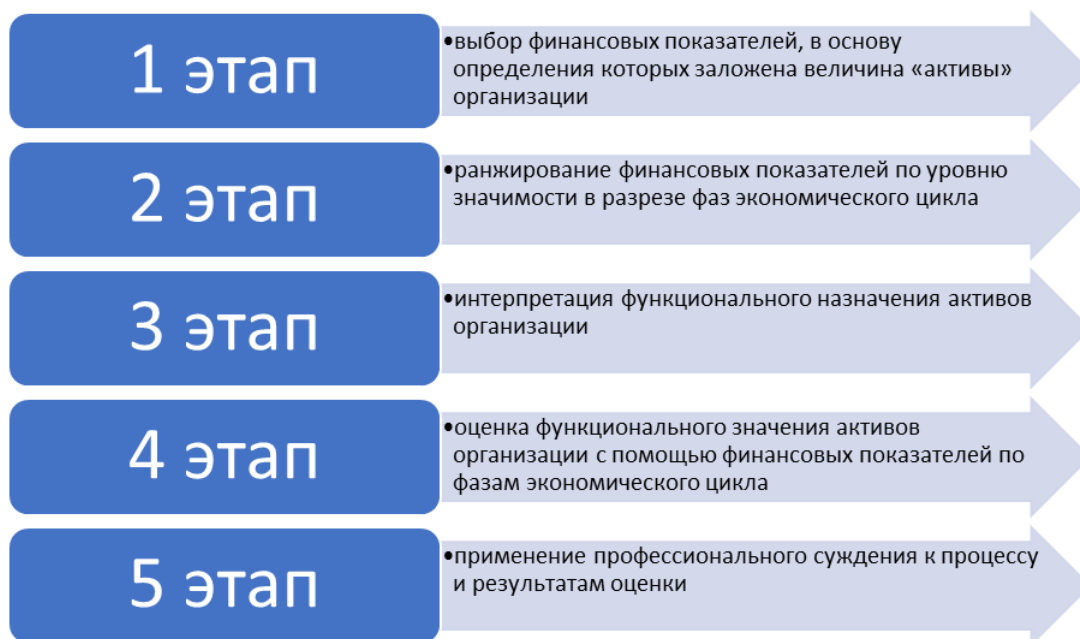 1 этап
•выбор финансовых показателей, в основу
определения которых заложена величина «активы»
организации
2 этап
•ранжирование финансовых показателей по уровню
значимости в разрезе фаз экономического цикла
3 этап
•интерпретация функционального назначения активов
организации
4 этап
•оценка функционального значения активов
организации с помощью финансовых показателей по
фазам экономического цикла
5 этап
•применение профессионального суждения к процессу
и результатам оценки